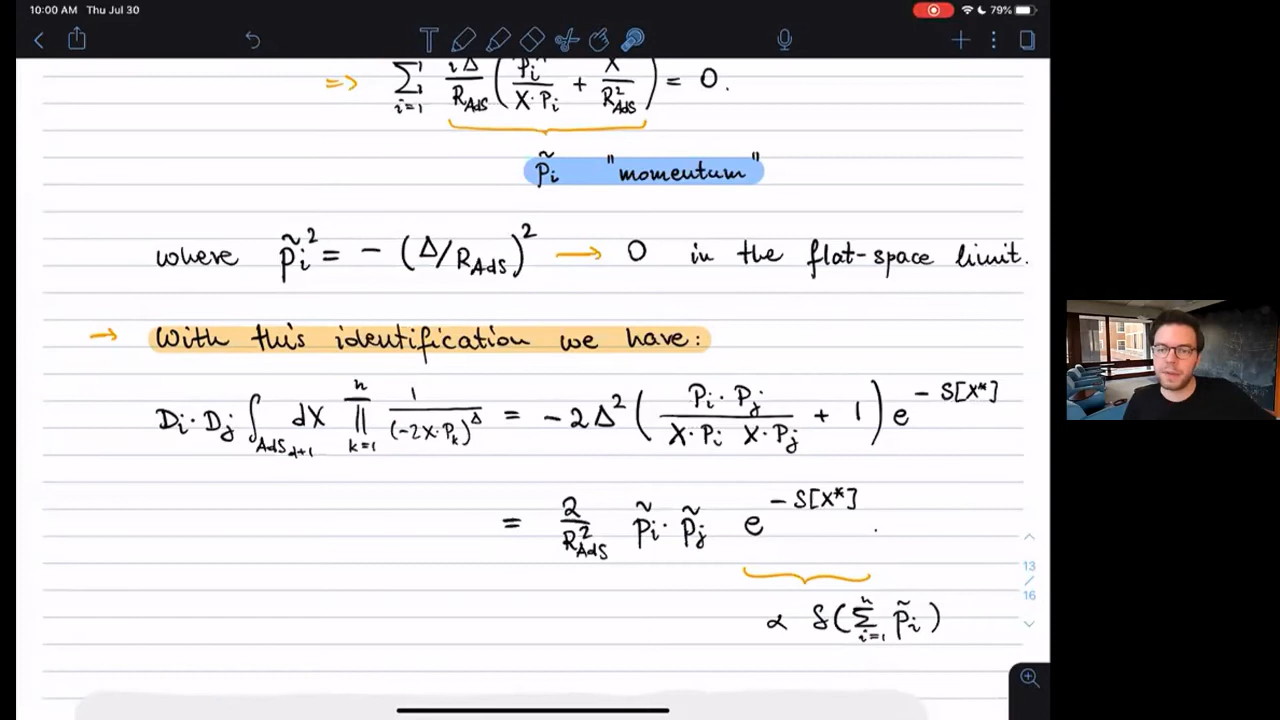 10:00 AM Thu Jul 30
79%
=> Σ_{i=1} iΔ/R_AdS ( P_i/X·P_i + X/R²_AdS ) = 0.
p̃_i "momentum"
where p̃_i² = - (Δ/R_AdS)² → 0 in the flat-space limit.
→ With this identification we have:
D_i · D_j ∫_{AdS_{d+1}} dX ∏_{k=1}^{n} 1/(-2X·P_k)^Δ = -2Δ² ( P_i·P_j / X·P_i X·P_j + 1 ) e^{-S[X*]}
= 2/R²_AdS p̃_i · p̃_j e^{-S[X*]} .
∝ δ(Σ_{i=1}^{n} p̃_i)
13
/
16